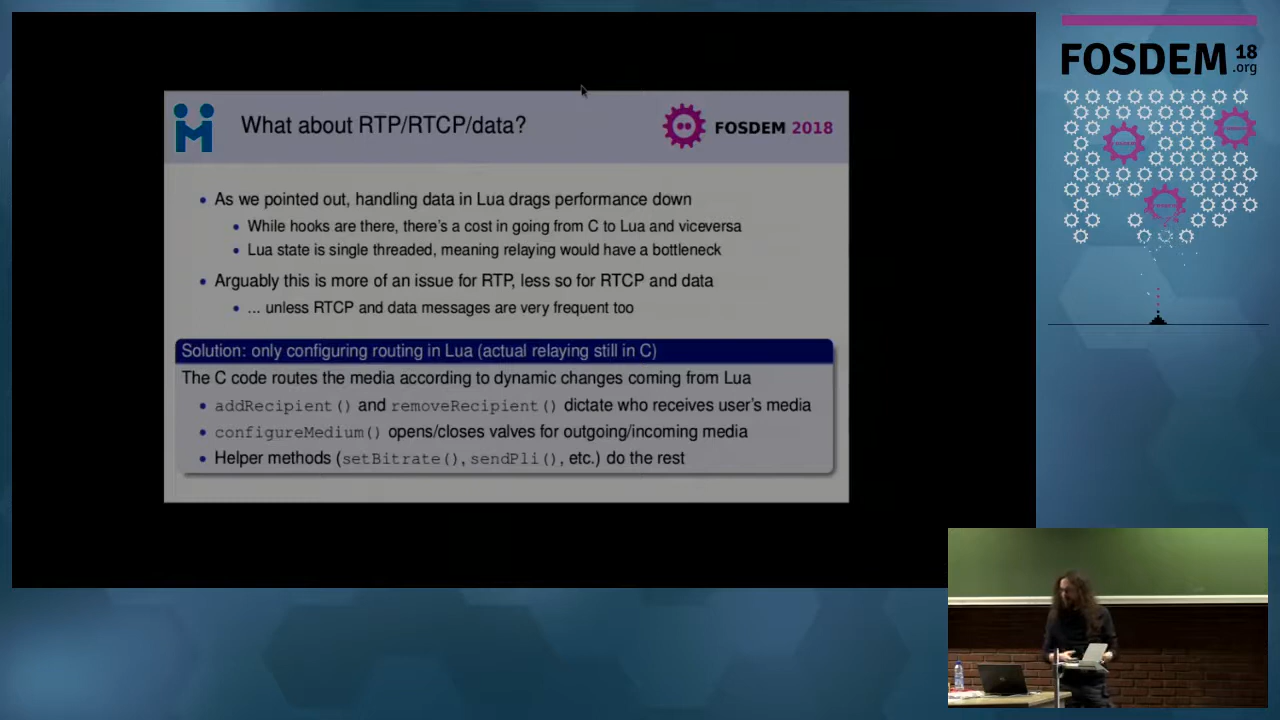 What about RTP/RTCP/data?
FOSDEM 2018
As we pointed out, handling data in Lua drags performance down
While hooks are there, there's a cost in going from C to Lua and viceversa
Lua state is single threaded, meaning relaying would have a bottleneck
Arguably this is more of an issue for RTP, less so for RTCP and data
... unless RTCP and data messages are very frequent too
Solution: only configuring routing in Lua (actual relaying still in C)
The C code routes the media according to dynamic changes coming from Lua
addRecipient() and removeRecipient() dictate who receives user's media
configureMedium() opens/closes valves for outgoing/incoming media
Helper methods (setBitrate(), sendPli(), etc.) do the rest
FOSDEM 18
.org